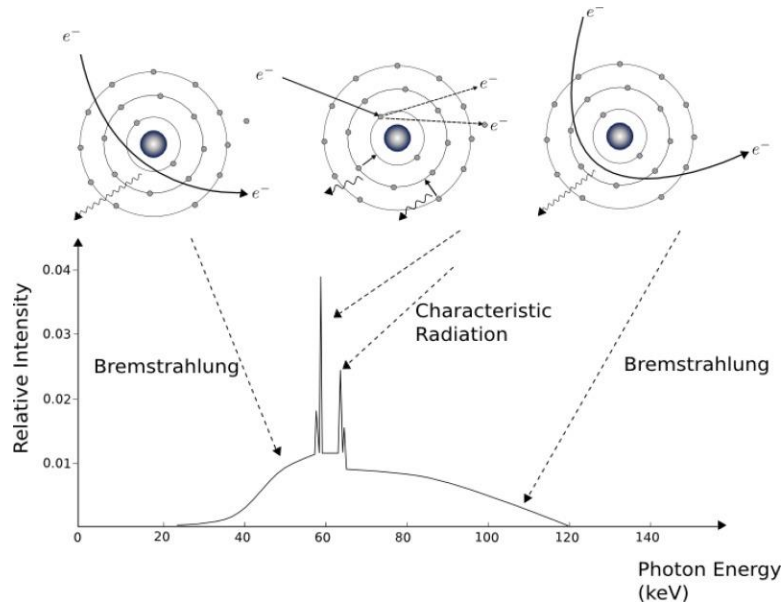 e⁻
e⁻
e⁻
e⁻
e⁻
e⁻
e⁻
Relative Intensity
0.04
0.03
0.02
0.01
Bremstrahlung
Characteristic
Radiation
Bremstrahlung
0
20
40
60
80
100
120
140
Photon Energy
(keV)